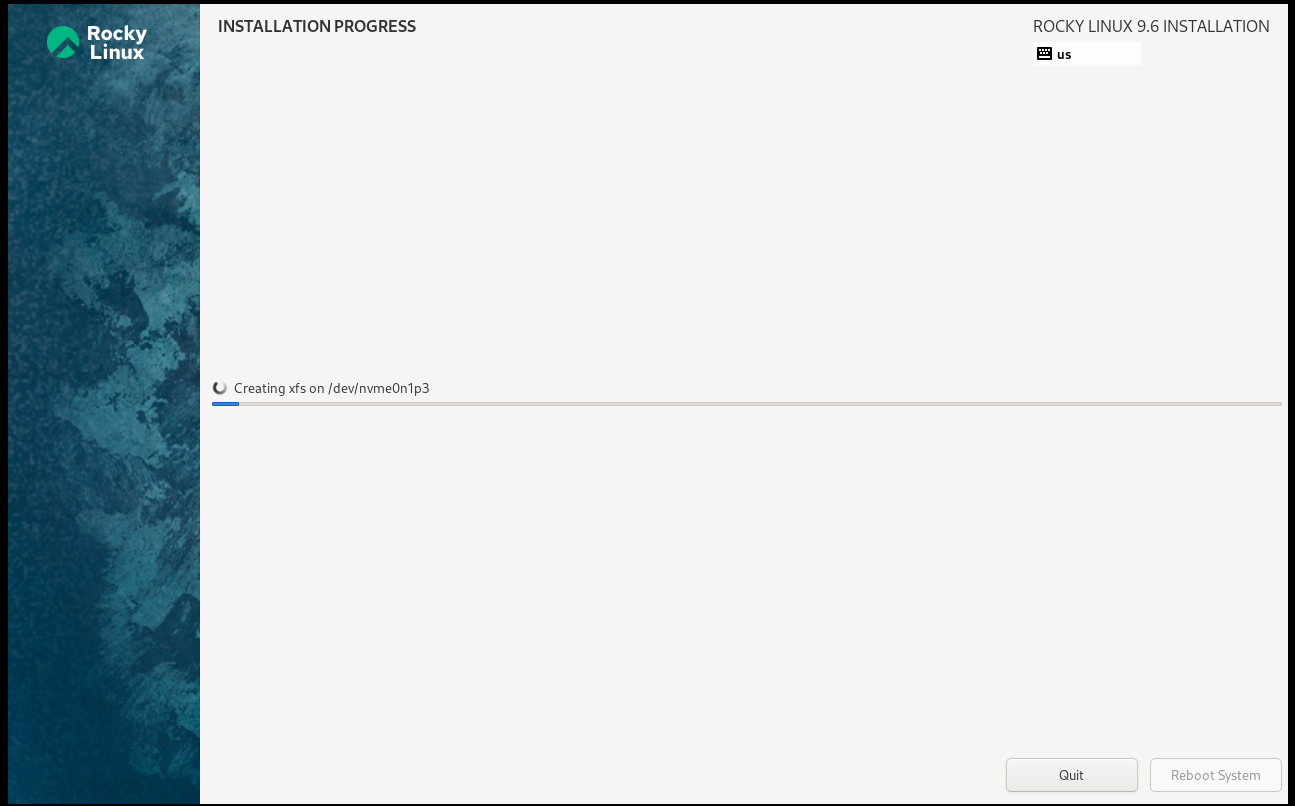 Rocky
Linux
INSTALLATION PROGRESS
ROCKY LINUX 9.6 INSTALLATION
us
Creating xfs on /dev/nvme0n1p3
Quit
Reboot System